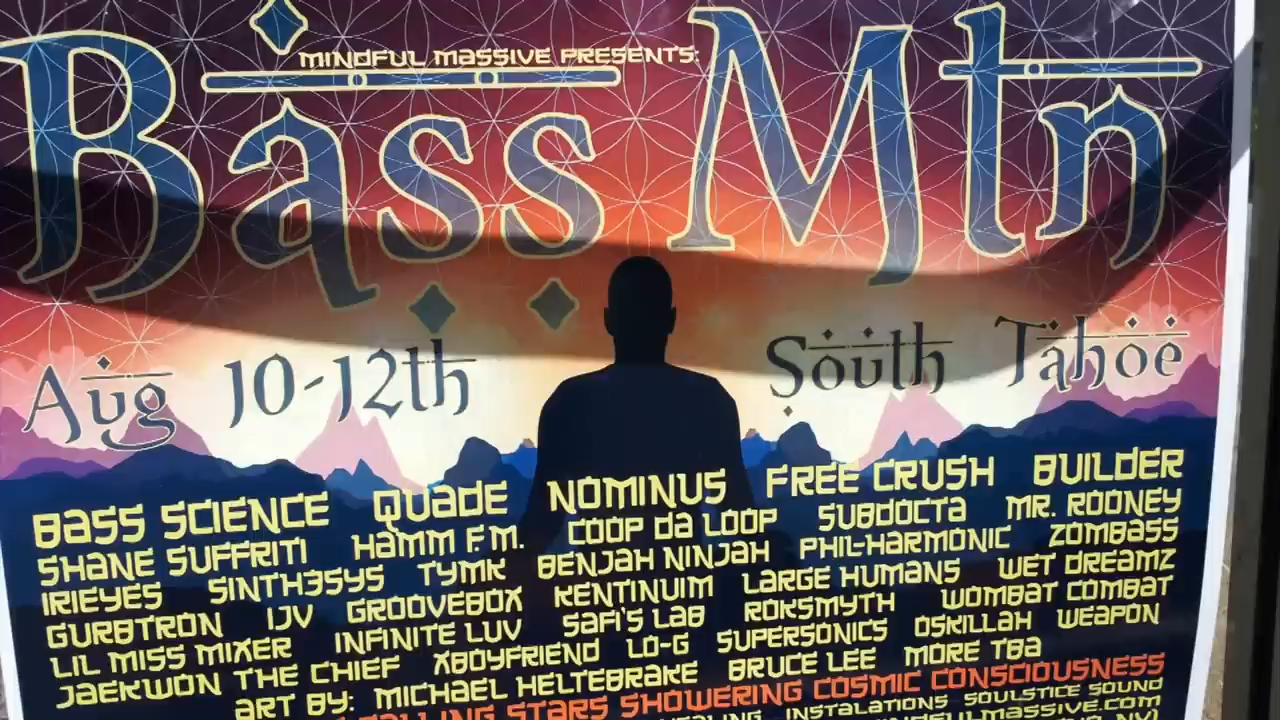 MINDFUL MASSIVE PRESENTS:
Bass Mtn
Aug 10-12th South Tahoe
BASS SCIENCE QUADE NOMINUS FREE CRUSH BUILDER
SHANE SUFFRITI HAMM F.M. COOP DA LOOP SUBDOCTA MR. ROONEY
IRIEYES SINTH3SYS TYMK BENJAH NINJAH PHIL-HARMONIC ZOMBASS
GURBTRON IJV GROOVEBOX KENTINUIM LARGE HUMANS WET DREAMZ
LIL MISS MIXER INFINITE LUV SAFI'S LAB ROKSMYTH WOMBAT COMBAT
JAEKWON THE CHIEF XBOYFRIEND LO-G SUPERSONICS OSKILLAH WEAPON
ART BY: MICHAEL HELTEBRAKE BRUCE LEE MORE TBA
STARS SHOWERING COSMIC CONSCIOUSNESS
INSTALATIONS SOULSTICE SOUND